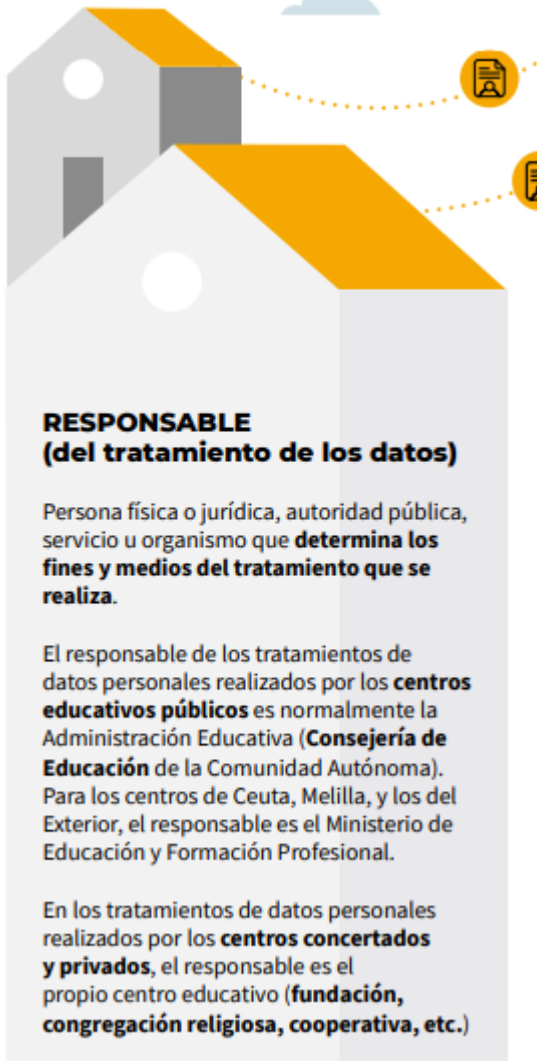 RESPONSABLE
(del tratamiento de los datos)
Persona física o jurídica, autoridad pública,
servicio u organismo que determina los
fines y medios del tratamiento que se
realiza.
El responsable de los tratamientos de
datos personales realizados por los centros
educativos públicos es normalmente la
Administración Educativa (Consejería de
Educación de la Comunidad Autónoma).
Para los centros de Ceuta, Melilla, y los del
Exterior, el responsable es el Ministerio de
Educación y Formación Profesional.
En los tratamientos de datos personales
realizados por los centros concertados
y privados, el responsable es el
propio centro educativo (fundación,
congregación religiosa, cooperativa, etc.)